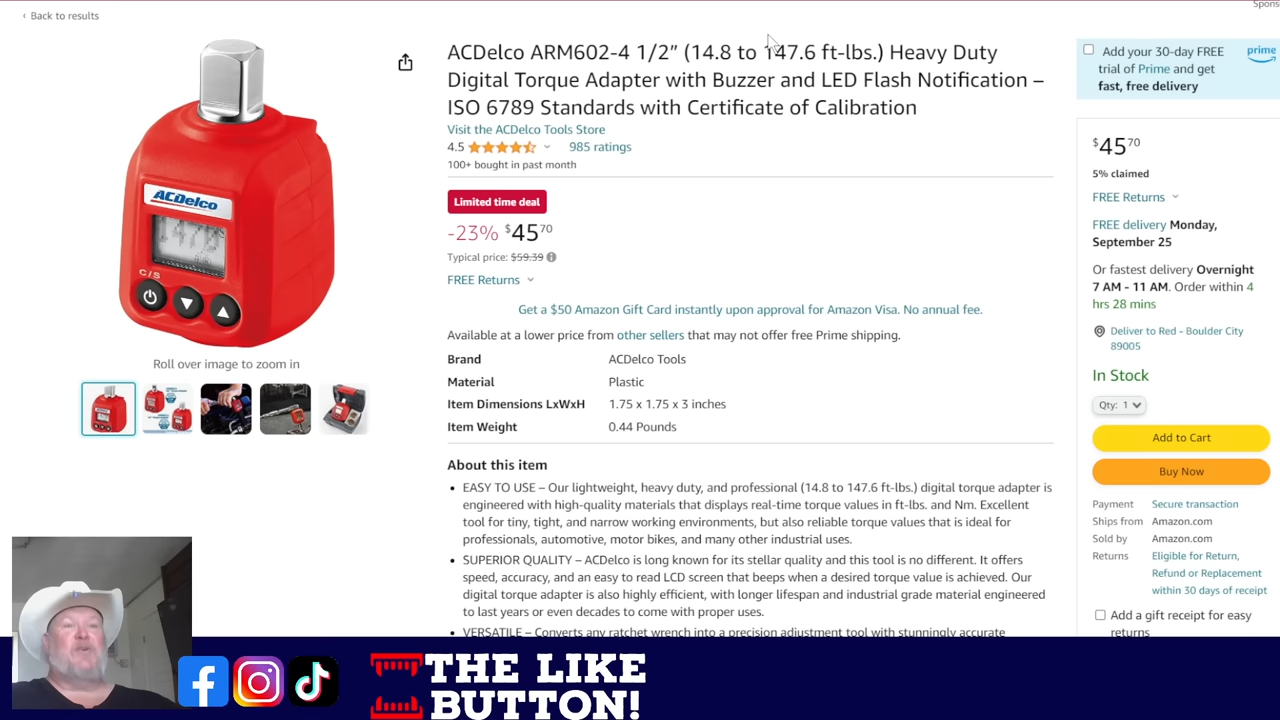 ‹ Back to results
Spons
ACDelco ARM602-4 1/2” (14.8 to 147.6 ft-lbs.) Heavy Duty
Digital Torque Adapter with Buzzer and LED Flash Notification –
ISO 6789 Standards with Certificate of Calibration
Visit the ACDelco Tools Store
4.5 985 ratings
100+ bought in past month
Limited time deal
-23% $45 70
Typical price: $59.39
FREE Returns
Get a $50 Amazon Gift Card instantly upon approval for Amazon Visa. No annual fee.
Available at a lower price from other sellers that may not offer free Prime shipping.
Brand ACDelco Tools
Material Plastic
Item Dimensions LxWxH 1.75 x 1.75 x 3 inches
Item Weight 0.44 Pounds
About this item
• EASY TO USE – Our lightweight, heavy duty, and professional (14.8 to 147.6 ft-lbs.) digital torque adapter is
engineered with high-quality materials that displays real-time torque values in ft-lbs. and Nm. Excellent
tool for tiny, tight, and narrow working environments, but also reliable torque values that is ideal for
professionals, automotive, motor bikes, and many other industrial uses.
• SUPERIOR QUALITY – ACDelco is long known for its stellar quality and this tool is no different. It offers
speed, accuracy, and an easy to read LCD screen that beeps when a desired torque value is achieved. Our
digital torque adapter is also highly efficient, with longer lifespan and industrial grade material engineered
to last years or even decades to come with proper uses.
• VERSATILE – Converts any ratchet wrench into a precision adjustment tool with stunningly accurate
ACDelco
C/S
Roll over image to zoom in
Add your 30-day FREE
trial of Prime and get
fast, free delivery
prime
$45 70
5% claimed
FREE Returns
FREE delivery Monday,
September 25
Or fastest delivery Overnight
7 AM - 11 AM. Order within 4
hrs 28 mins
Deliver to Red - Boulder City
89005
In Stock
Qty: 1
Add to Cart
Buy Now
Payment Secure transaction
Ships from Amazon.com
Sold by Amazon.com
Returns Eligible for Return,
Refund or Replacement
within 30 days of receipt
Add a gift receipt for easy
returns
THE LIKE
BUTTON!